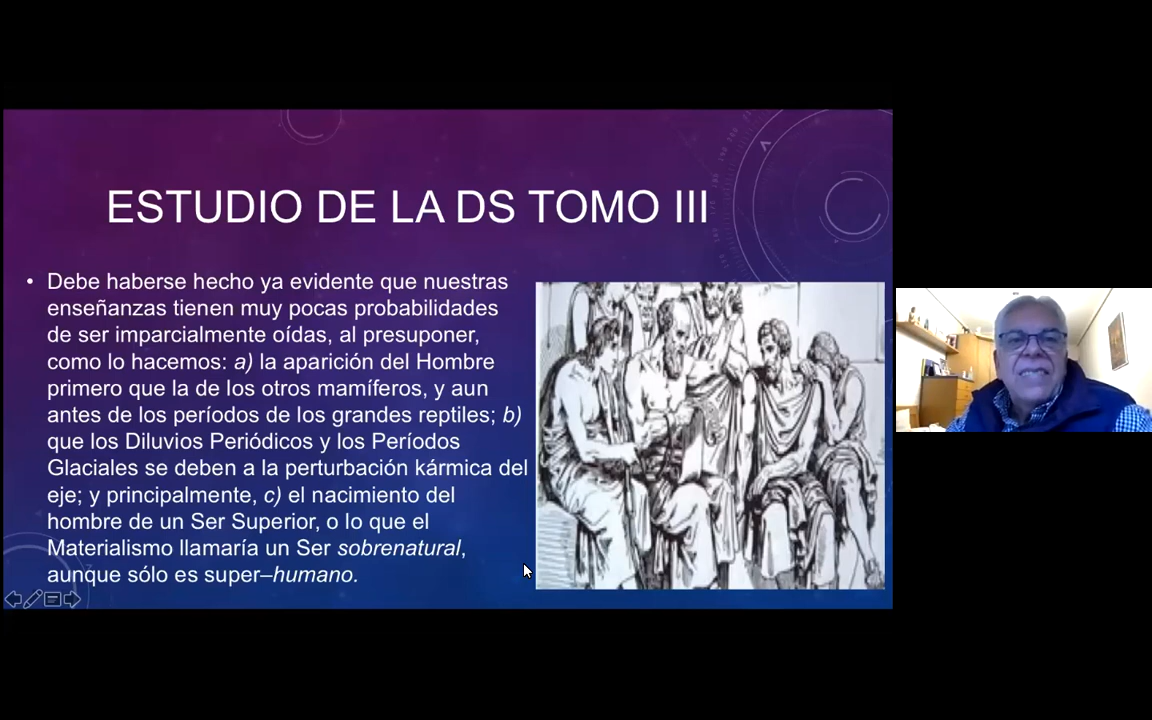 ESTUDIO DE LA DS TOMO III
• Debe haberse hecho ya evidente que nuestras
enseñanzas tienen muy pocas probabilidades
de ser imparcialmente oídas, al presuponer,
como lo hacemos: a) la aparición del Hombre
primero que la de los otros mamíferos, y aun
antes de los períodos de los grandes reptiles; b)
que los Diluvios Periódicos y los Períodos
Glaciales se deben a la perturbación kármica del
eje; y principalmente, c) el nacimiento del
hombre de un Ser Superior, o lo que el
Materialismo llamaría un Ser sobrenatural,
aunque sólo es super–humano.